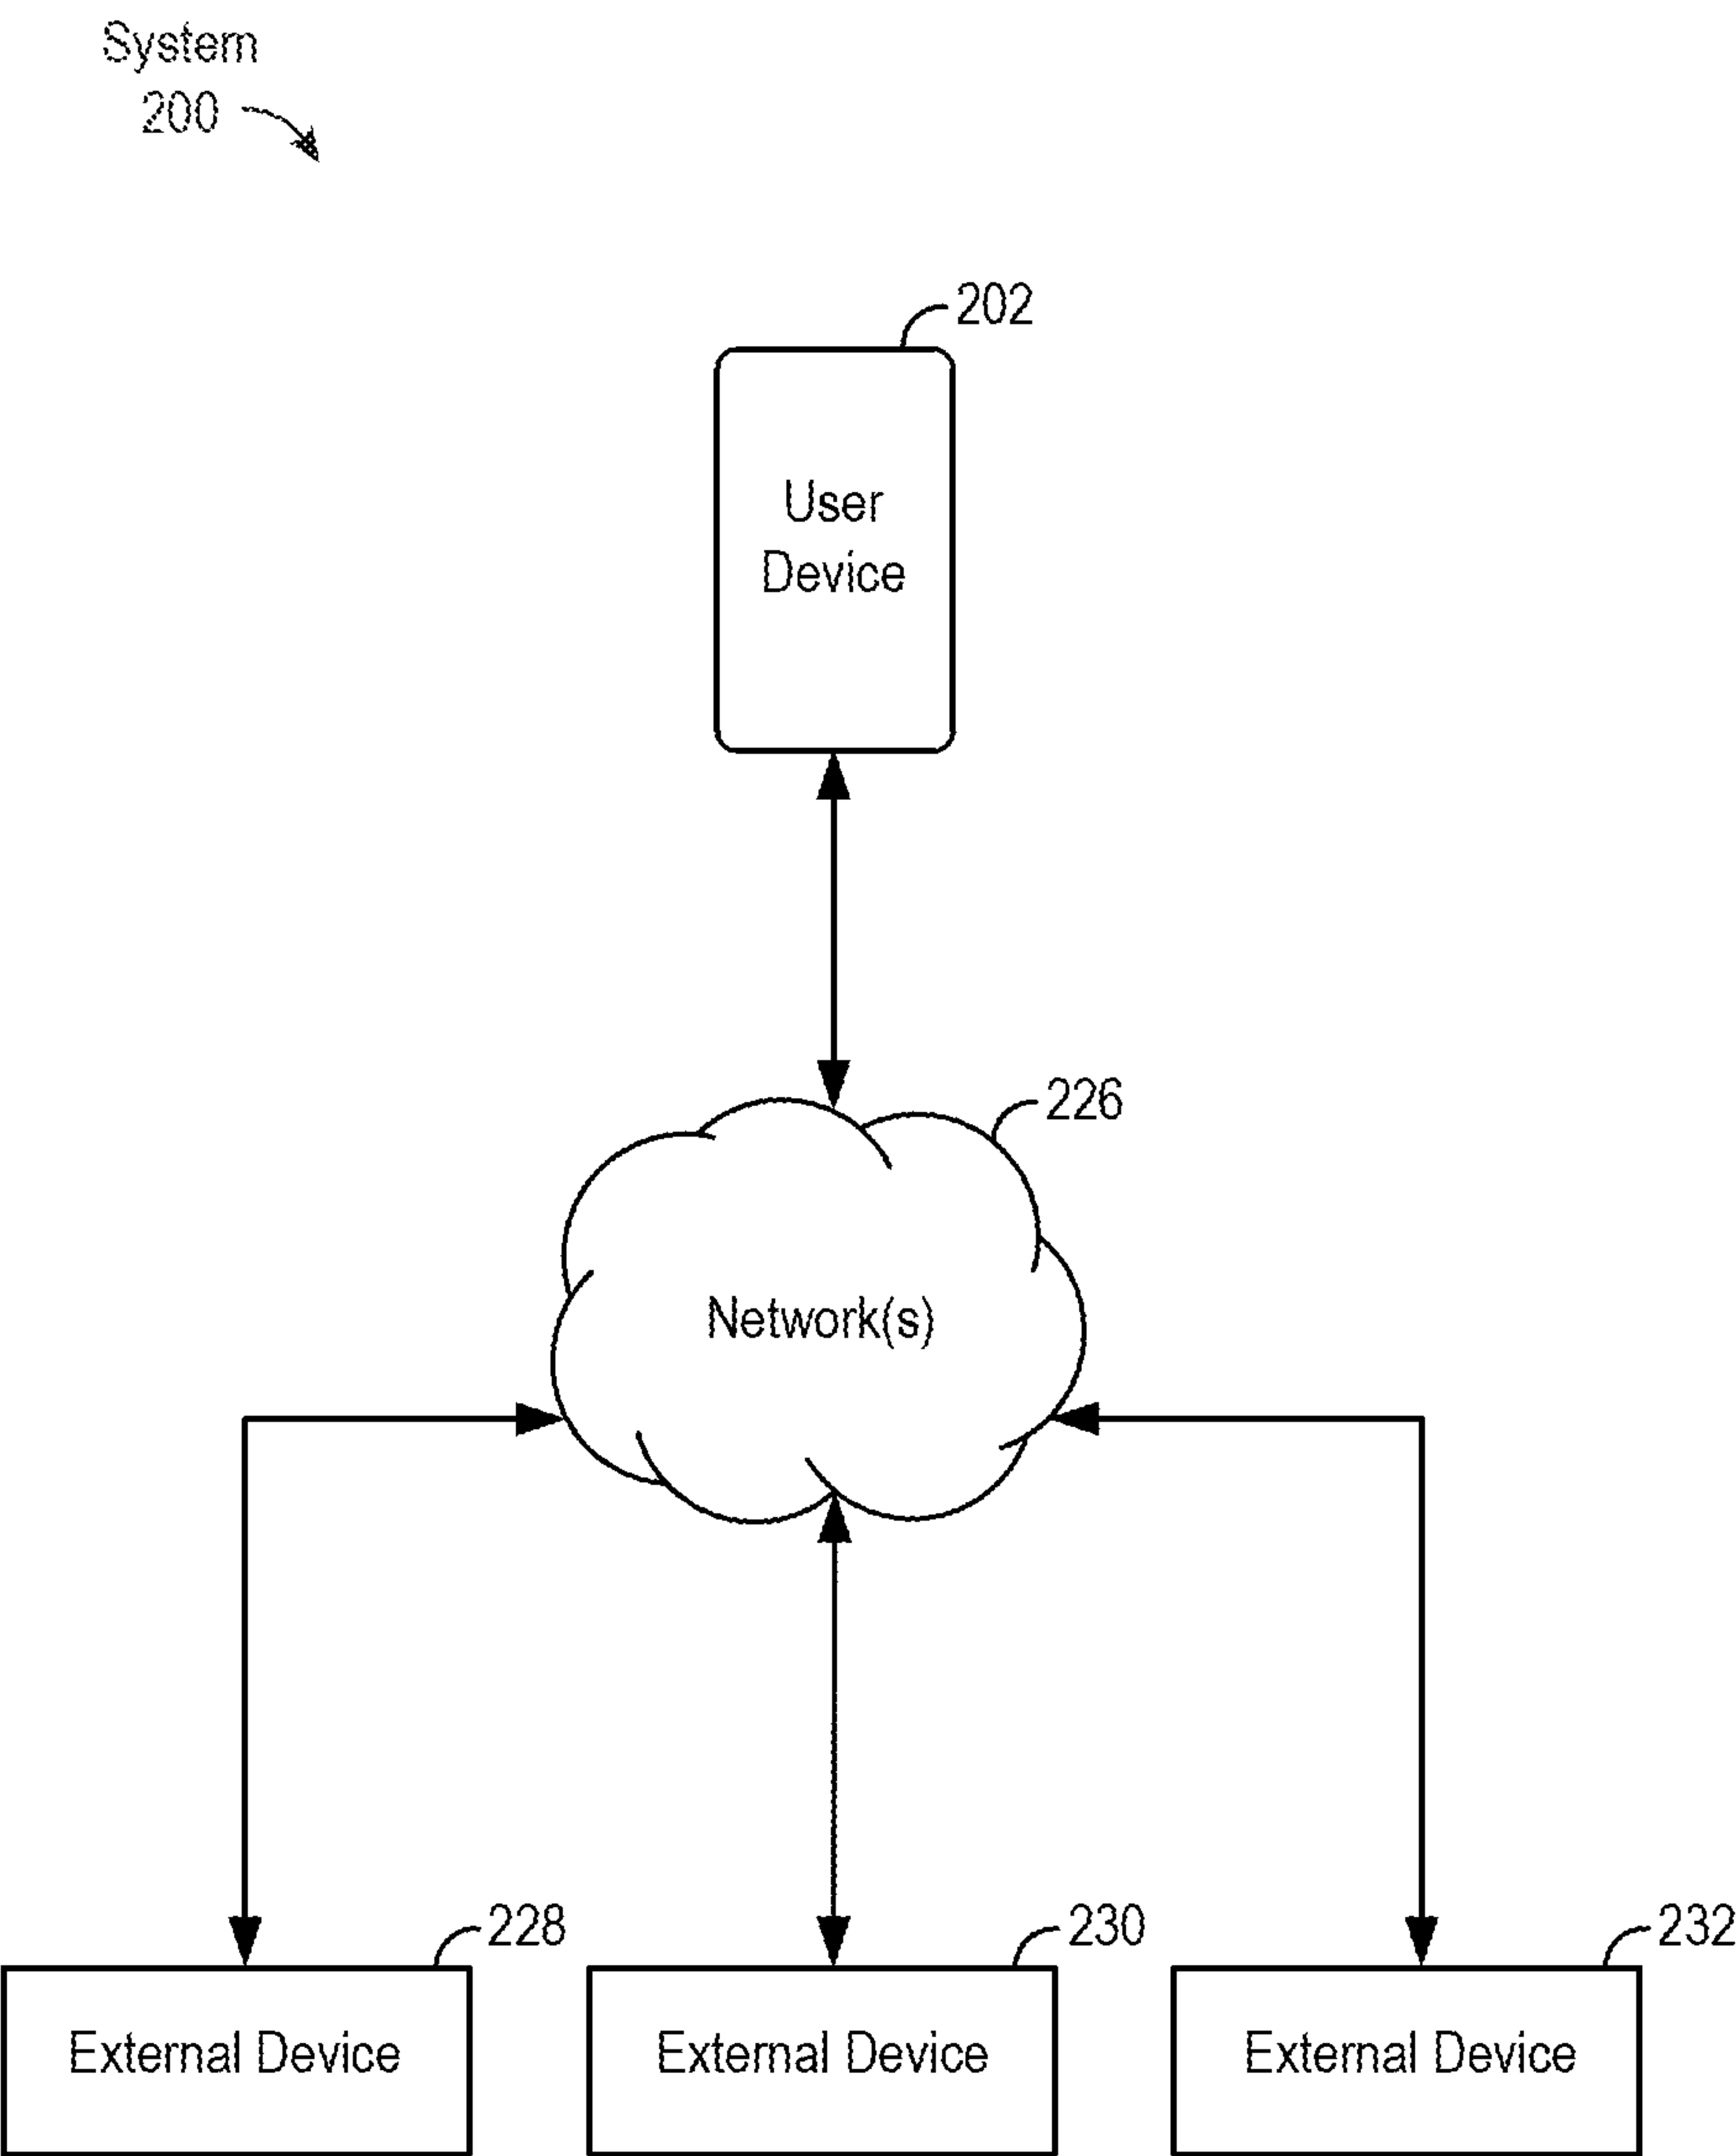 System
200
202
User
Device
226
Network(s)
228
230
232
External Device
External Device
External Device